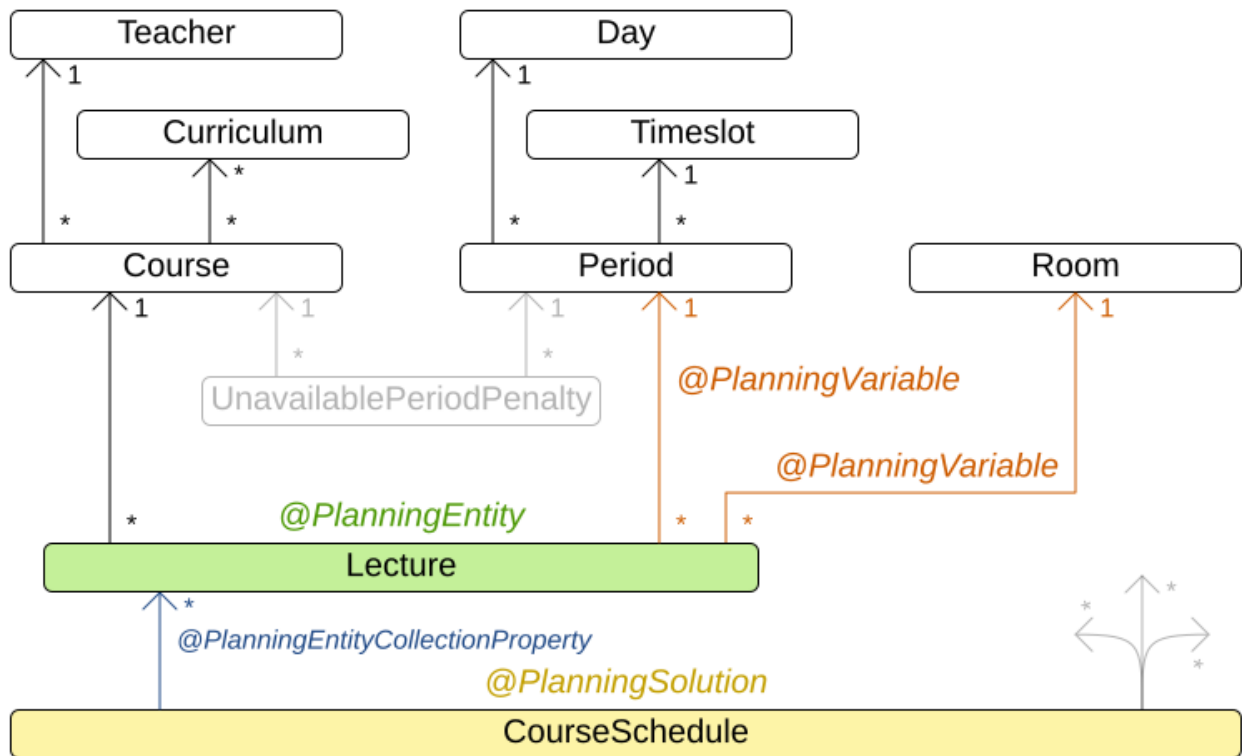 Teacher
Day
1
1
Curriculum
Timeslot
*
1
*
*
*
*
Course
Period
Room
1
1
1
1
1
*
*
@PlanningVariable
UnavailablePeriodPenalty
@PlanningVariable
@PlanningEntity
*
*
*
Lecture
*
*
*
@PlanningEntityCollectionProperty
*
@PlanningSolution
CourseSchedule